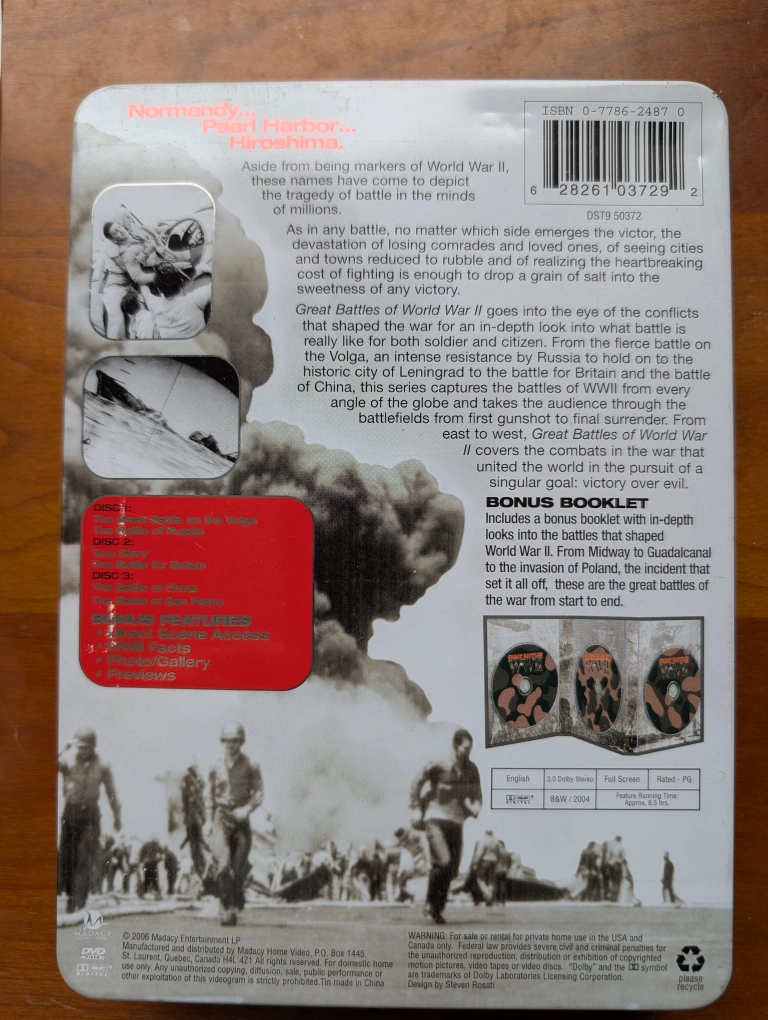 Normandy...
Pearl Harbor...
Hiroshima.
ISBN 0-7786-2487 0
6 28261 03729 2
DST9 50372
Aside from being markers of World War II,
these names have come to depict
the tragedy of battle in the minds
of millions.
As in any battle, no matter which side emerges the victor, the
devastation of losing comrades and loved ones, of seeing cities
and towns reduced to rubble and of realizing the heartbreaking
cost of fighting is enough to drop a grain of salt into the
sweetness of any victory.
Great Battles of World War II goes into the eye of the conflicts
that shaped the war for an in-depth look into what battle is
really like for both soldier and citizen. From the fierce battle on
the Volga, an intense resistance by Russia to hold on to the
historic city of Leningrad to the battle for Britain and the battle
of China, this series captures the battles of WWII from every
angle of the globe and takes the audience through the
battlefields from first gunshot to final surrender. From
east to west, Great Battles of World War
II covers the combats in the war that
united the world in the pursuit of a
singular goal: victory over evil.
BONUS BOOKLET
Includes a bonus booklet with in-depth
looks into the battles that shaped
World War II. From Midway to Guadalcanal
to the invasion of Poland, the incident that
set it all off, these are the great battles of
the war from start to end.
DISC 1:
The Great Battle on the Volga
The Battle of Russia
DISC 2:
True Glory
The Battle for Britain
DISC 3:
The Battle of China
The Battle of San Pietro
BONUS FEATURES
• Direct Scene Access
• WWII Facts
• Photo/Gallery
• Previews
English
2.0 Dolby Stereo
Full Screen
Rated - PG
B&W / 2004
Feature Running Time:
Approx. 6.5 hrs.
MADACY
DVD
© 2006 Madacy Entertainment LP
Manufactured and distributed by Madacy Home Video, P.O. Box 1445,
St. Laurent, Quebec, Canada H4L 4Z1 All rights reserved. For domestic home
use only. Any unauthorized copying, diffusion, sale, public performance or
other exploitation of this videogram is strictly prohibited.Tin made in China
WARNING: For sale or rental for private home use in the USA and
Canada only. Federal law provides severe civil and criminal penalties for
the unauthorized reproduction, distribution or exhibition of copyrighted
motion pictures, video tapes or video discs. "Dolby" and the symbol
are trademarks of Dolby Laboratories Licensing Corporation.
Design by Steven Rosati
please
recycle